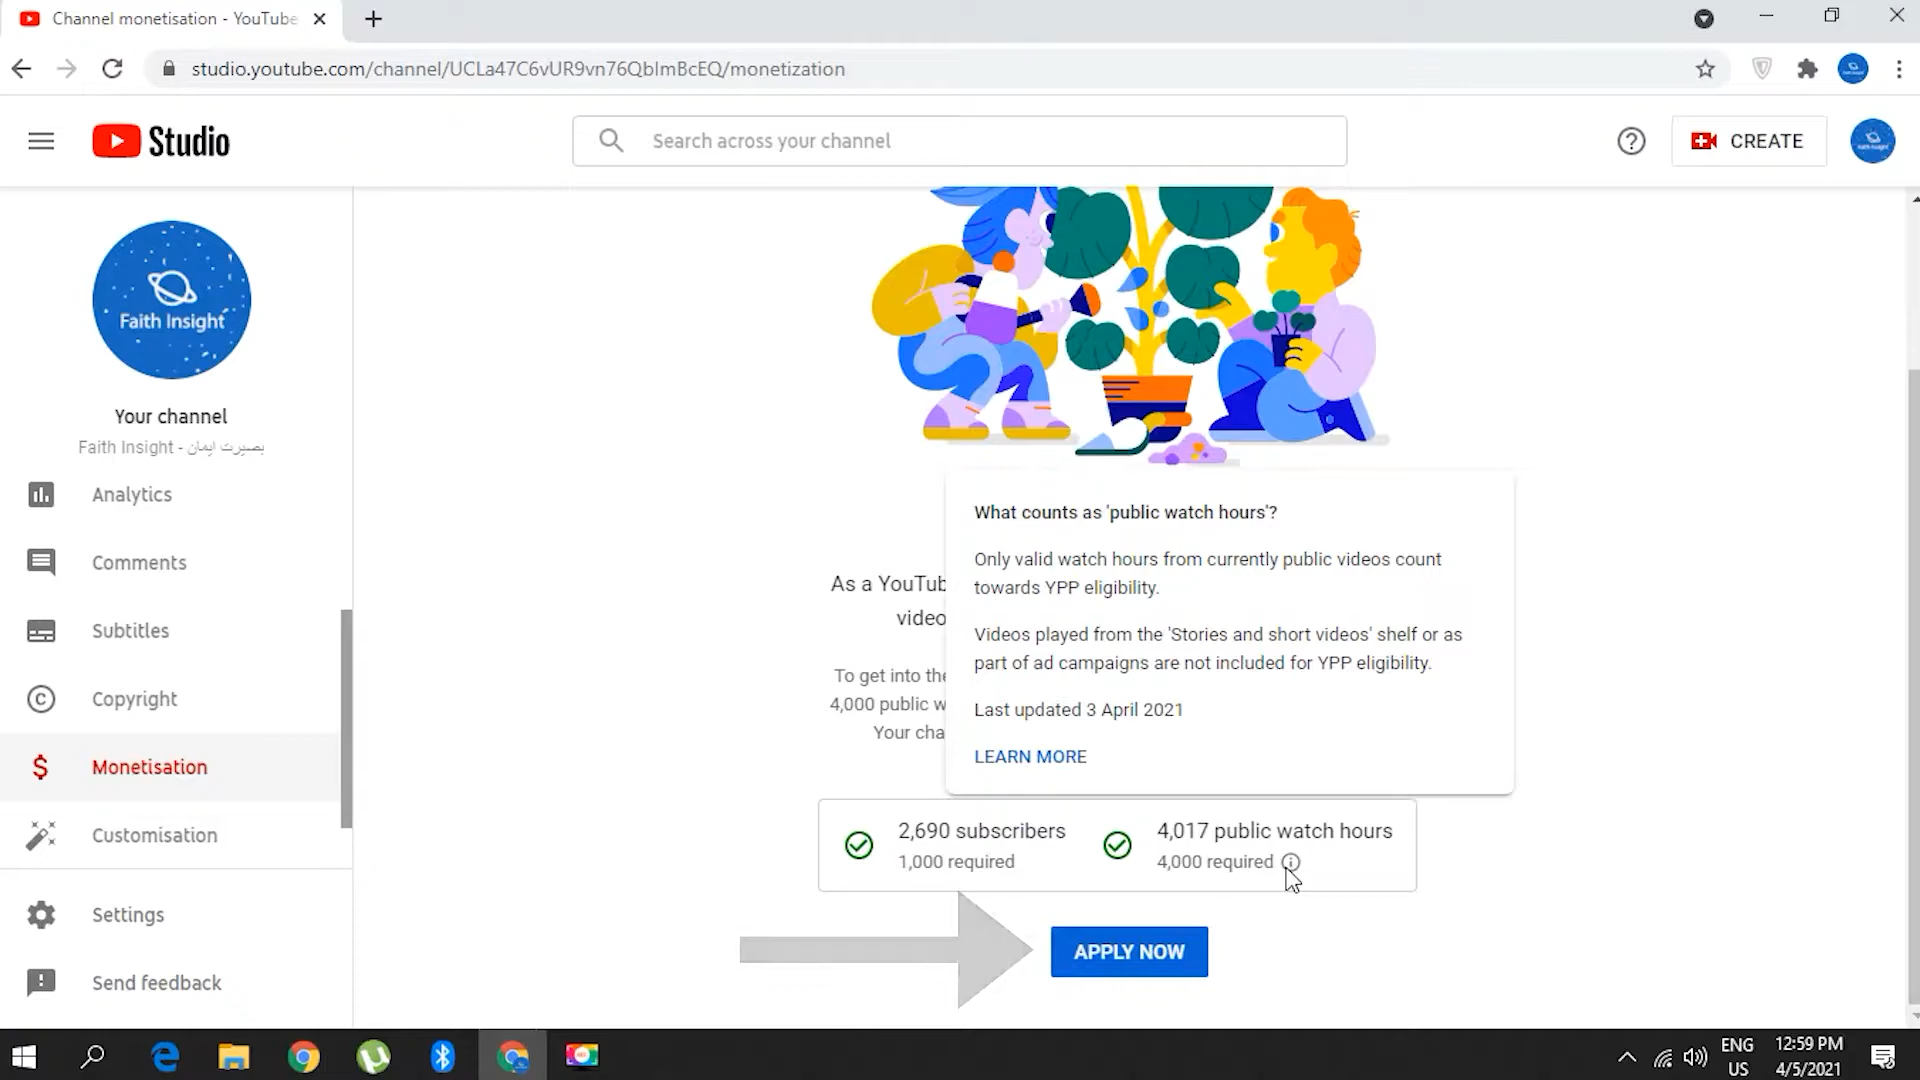 Channel monetisation - YouTube
studio.youtube.com/channel/UCLa47C6vUR9vn76QblmBcEQ/monetization
Studio
Search across your channel
CREATE
Faith Insight
Your channel
Faith Insight - بصیرت ایمان
Analytics
Comments
Subtitles
Copyright
Monetisation
Customisation
Settings
Send feedback
What counts as 'public watch hours'?
Only valid watch hours from currently public videos count
towards YPP eligibility.
Videos played from the 'Stories and short videos' shelf or as
part of ad campaigns are not included for YPP eligibility.
Last updated 3 April 2021
LEARN MORE
As a YouTub
video
To get into the
4,000 public w
Your cha
2,690 subscribers
1,000 required
4,017 public watch hours
4,000 required
APPLY NOW
ENG
US
12:59 PM
4/5/2021